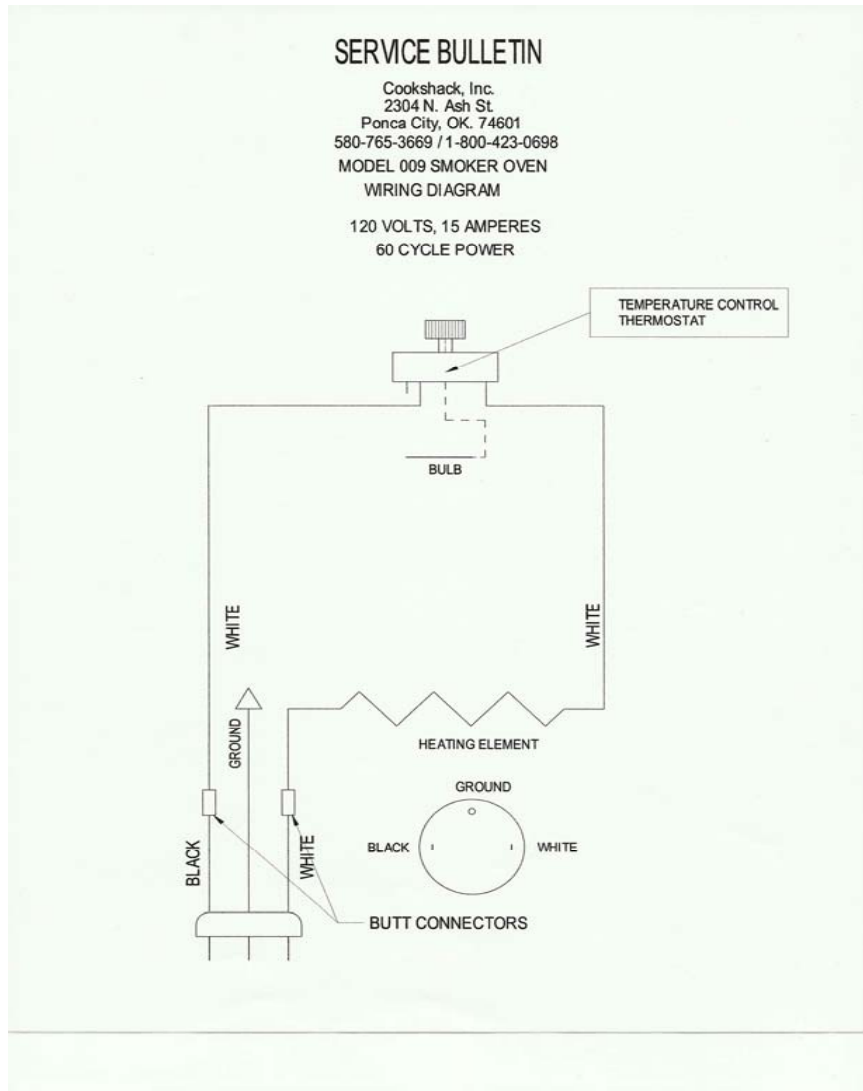 SERVICE BULLETIN
Cookshack, Inc.
2304 N. Ash St.
Ponca City, OK. 74601
580-765-3669 / 1-800-423-0698
MODEL 009 SMOKER OVEN
WIRING DIAGRAM
120 VOLTS, 15 AMPERES
60 CYCLE POWER
TEMPERATURE CONTROL
THERMOSTAT
BULB
WHITE
WHITE
GROUND
HEATING ELEMENT
GROUND
BLACK
WHITE
BLACK
WHITE
BUTT CONNECTORS